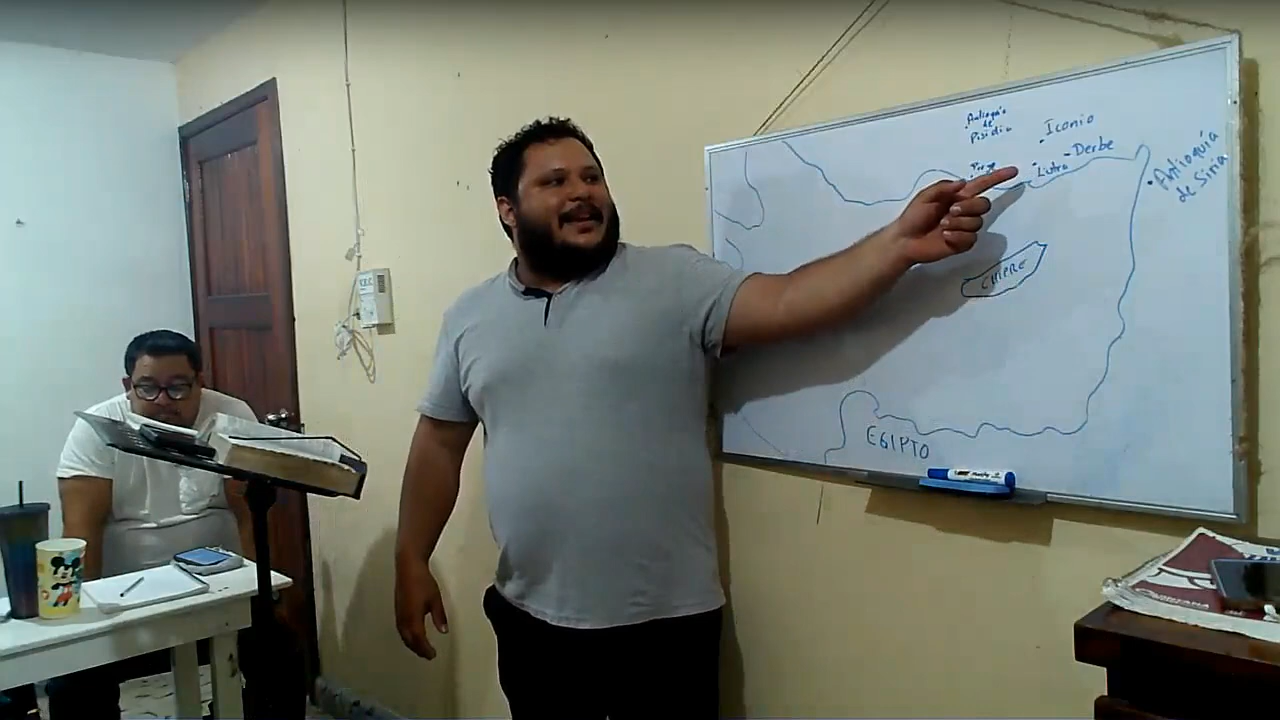 Antioquía
de
Pisidia
Iconio
Derbe
Listra
Antioquía
de Siria
CHIPRE
EGIPTO